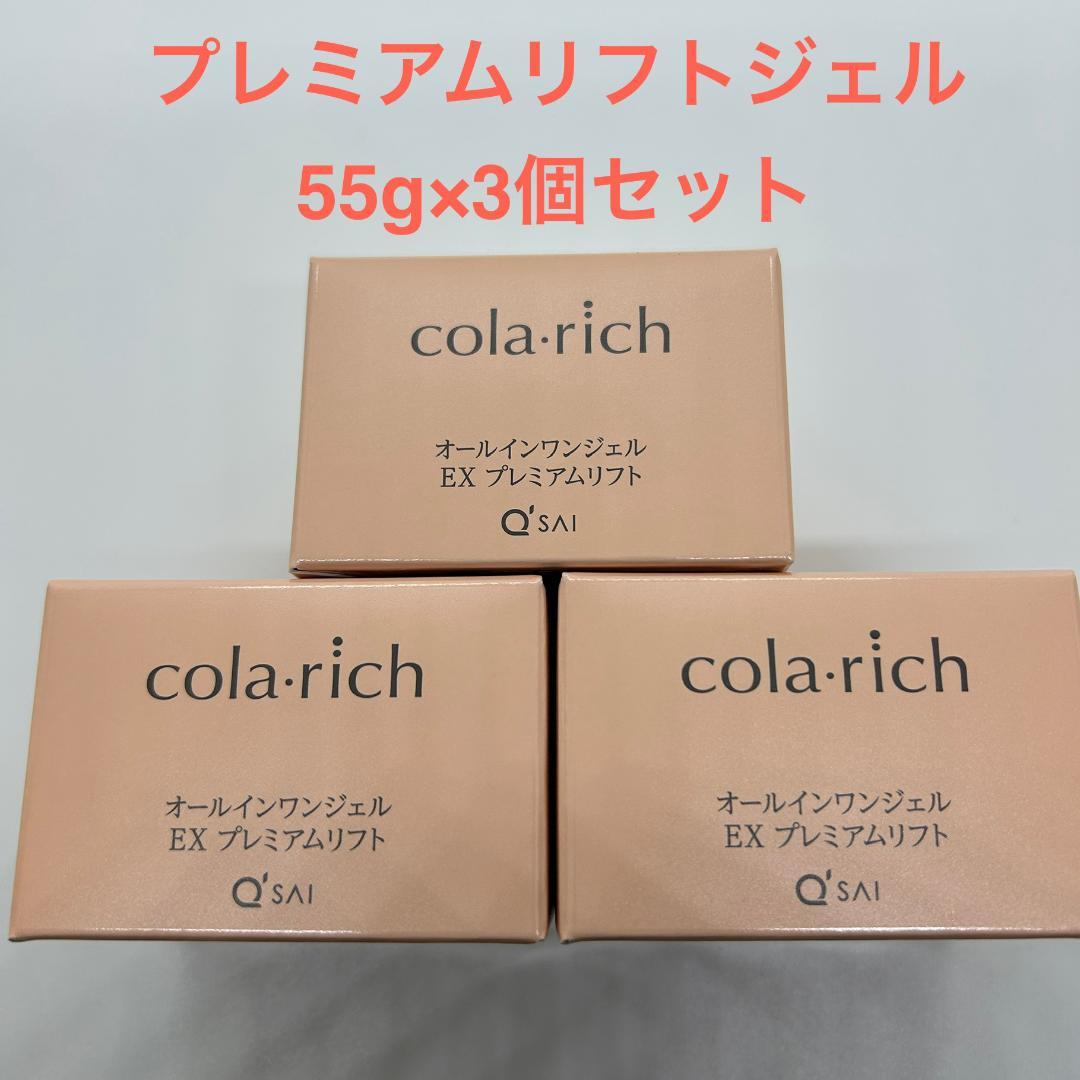 プレミアムリフトジェル
55g×3個セット
cola・rich
オールインワンジェル
EX プレミアムリフト
Q'SAI
cola・rich
オールインワンジェル
EX プレミアムリフト
Q'SAI
cola・rich
オールインワンジェル
EX プレミアムリフト
Q'SAI